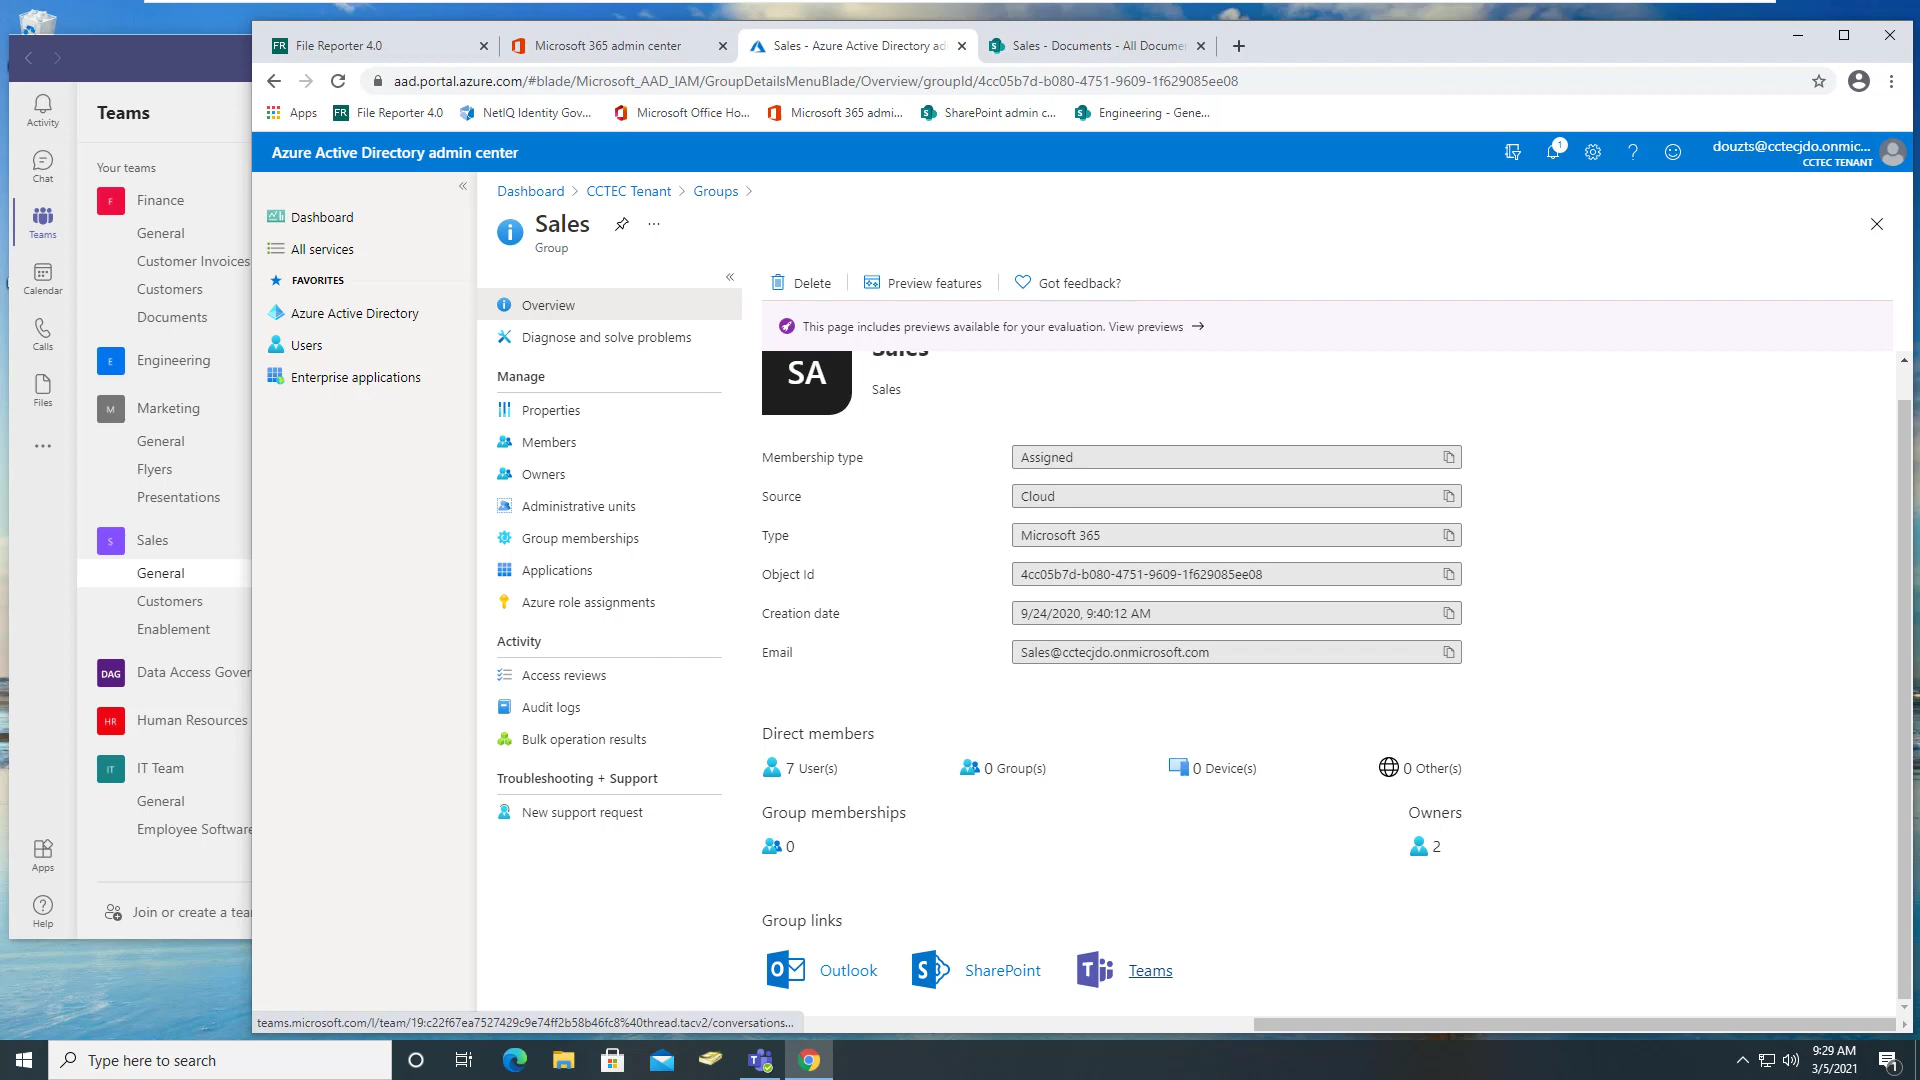 File Reporter 4.0
Microsoft 365 admin center
Sales - Azure Active Directory ad
Sales - Documents - All Docume
aad.portal.azure.com/#blade/Microsoft_AAD_IAM/GroupDetailsMenuBlade/Overview/groupId/4cc05b7d-b080-4751-9609-1f629085ee08
Apps
File Reporter 4.0
NetIQ Identity Gov...
Microsoft Office Ho...
Microsoft 365 admi...
SharePoint admin c...
Engineering - Gene...
Azure Active Directory admin center
1
douzts@cctecjdo.onmic...
CCTEC TENANT
Activity
Chat
Teams
Calendar
Calls
Files
Apps
Help
Teams
Your teams
F
Finance
General
Customer Invoices
Customers
Documents
E
Engineering
M
Marketing
General
Flyers
Presentations
S
Sales
General
Customers
Enablement
DAG
Data Access Gover
HR
Human Resources
IT
IT Team
General
Employee Software
Join or create a tea
Dashboard
All services
FAVORITES
Azure Active Directory
Users
Enterprise applications
Dashboard > CCTEC Tenant > Groups >
Sales
Group
Overview
Diagnose and solve problems
Manage
Properties
Members
Owners
Administrative units
Group memberships
Applications
Azure role assignments
Activity
Access reviews
Audit logs
Bulk operation results
Troubleshooting + Support
New support request
Delete
Preview features
Got feedback?
This page includes previews available for your evaluation. View previews →
SA
Sales
Sales
Membership type
Assigned
Source
Cloud
Type
Microsoft 365
Object Id
4cc05b7d-b080-4751-9609-1f629085ee08
Creation date
9/24/2020, 9:40:12 AM
Email
Sales@cctecjdo.onmicrosoft.com
Direct members
7 User(s)
0 Group(s)
0 Device(s)
0 Other(s)
Group memberships
0
Owners
2
Group links
Outlook
SharePoint
Teams
teams.microsoft.com/l/team/19:c22f67ea7527429c9e74ff2b58b46fc8%40thread.tacv2/conversations...
Type here to search
9:29 AM
3/5/2021
1